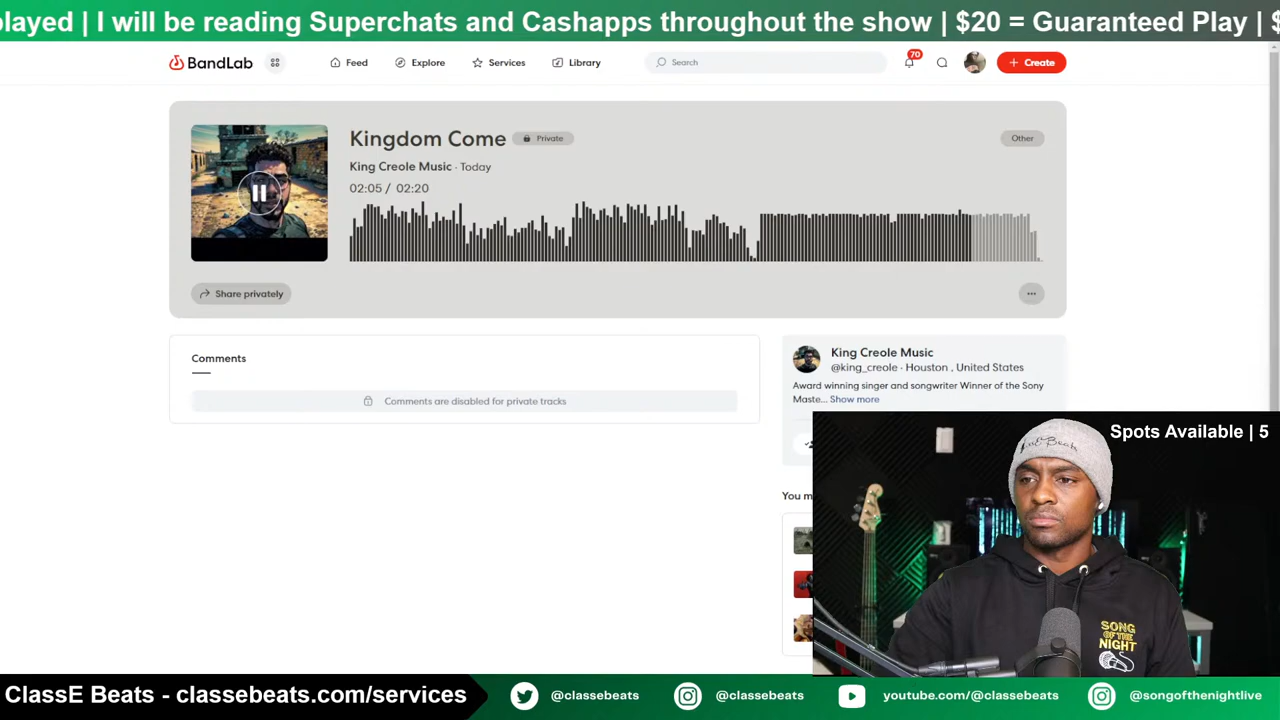 played | I will be reading Superchats and Cashapps throughout the show | $20 = Guaranteed Play | $
BandLab
Feed
Explore
Services
Library
Search
70
Create
Kingdom Come
Private
Other
King Creole Music · Today
02:05 / 02:20
Share privately
Comments
Comments are disabled for private tracks
King Creole Music
@king_creole · Houston , United States
Award winning singer and songwriter Winner of the Sony
Maste... Show more
You m
Spots Available | 5
SONG
OF THE
NIGHT
ClassE Beats - classebeats.com/services
@classebeats
@classebeats
youtube.com/@classebeats
@songofthenightlive